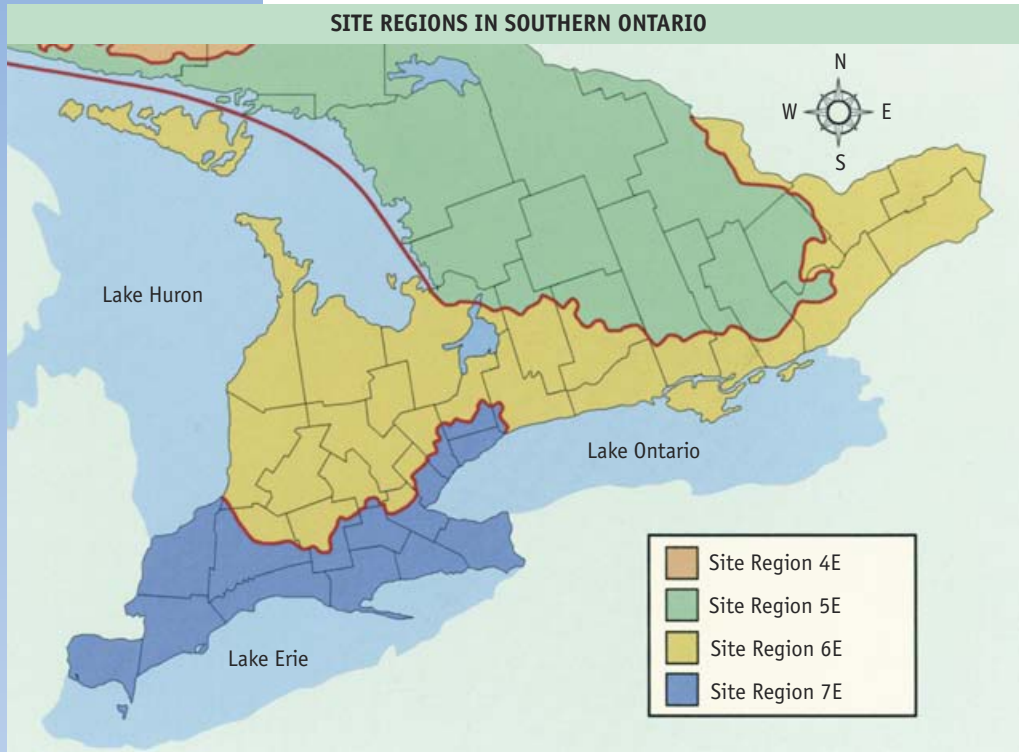 SITE REGIONS IN SOUTHERN ONTARIO
N
W E
S
Lake Huron
Lake Ontario
Lake Erie
Site Region 4E
Site Region 5E
Site Region 6E
Site Region 7E